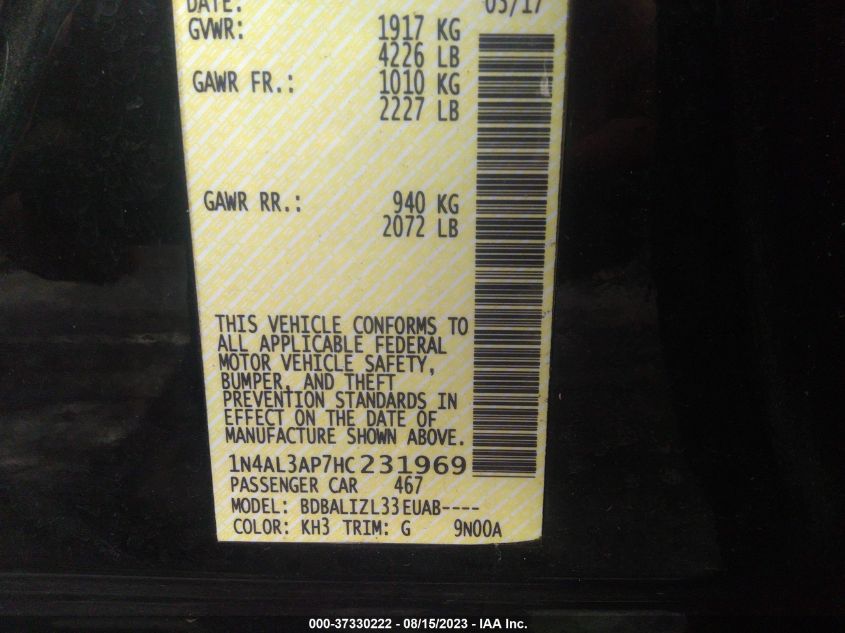 DATE: 03/17
GVWR: 1917 KG
4226 LB
GAWR FR.: 1010 KG
2227 LB
GAWR RR.: 940 KG
2072 LB
THIS VEHICLE CONFORMS TO
ALL APPLICABLE FEDERAL
MOTOR VEHICLE SAFETY,
BUMPER, AND THEFT
PREVENTION STANDARDS IN
EFFECT ON THE DATE OF
MANUFACTURE SHOWN ABOVE.
1N4AL3AP7HC231969
PASSENGER CAR 467
MODEL: BDBALIZL33EUAB----
COLOR: KH3 TRIM: G 9N00A
000-37330222 - 08/15/2023 - IAA Inc.